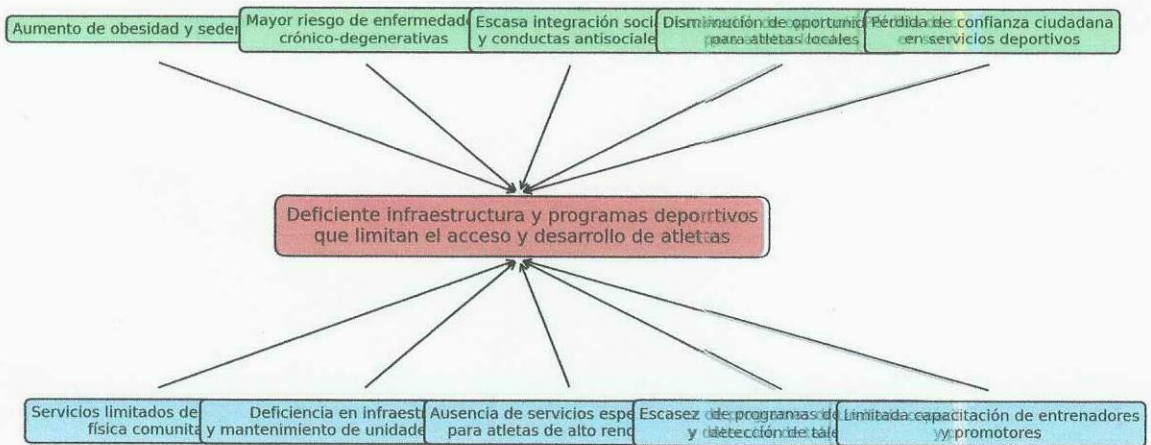 Aumento de obesidad y seder
Mayor riesgo de enfermedad
crónico-degenerativas
Escasa integración soci
y conductas antisociale
Disminución de oportunid
para atletas locales
Pérdida de confianza ciudadana
en servicios deportivos
Deficiente infraestructura y programas deportivos
que limitan el acceso y desarrollo de atletas
Servicios limitados de
física comunita
Deficiencia en infraest
y mantenimiento de unidade
Ausencia de servicios espe
para atletas de alto rend
Escasez de programas de
y detección de tale
Limitada capacitación de entrenadores
y promotores